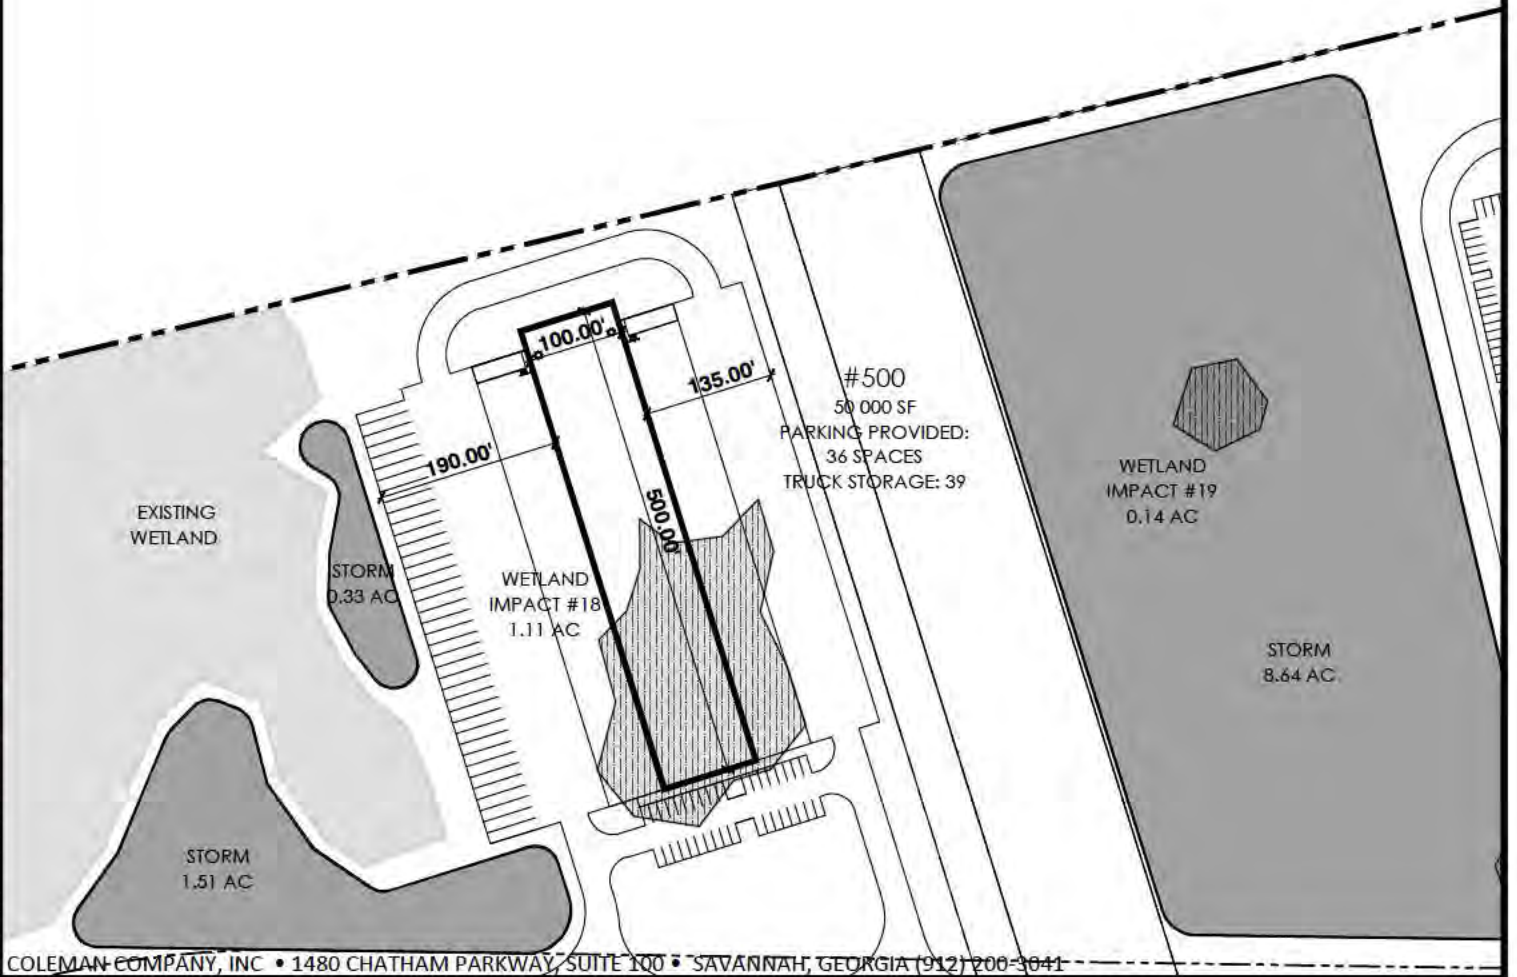 100.00'
135.00'
#500
50 000 SF
PARKING PROVIDED:
36 SPACES
TRUCK STORAGE: 39
190.00'
500.00'
WETLAND
IMPACT #19
0.14 AC
EXISTING
WETLAND
STORM
0.33 AC
WETLAND
IMPACT #18
1.11 AC
STORM
8.64 AC
STORM
1.51 AC
COLEMAN COMPANY, INC • 1480 CHATHAM PARKWAY, SUITE 100 • SAVANNAH, GEORGIA (912) 200-3041